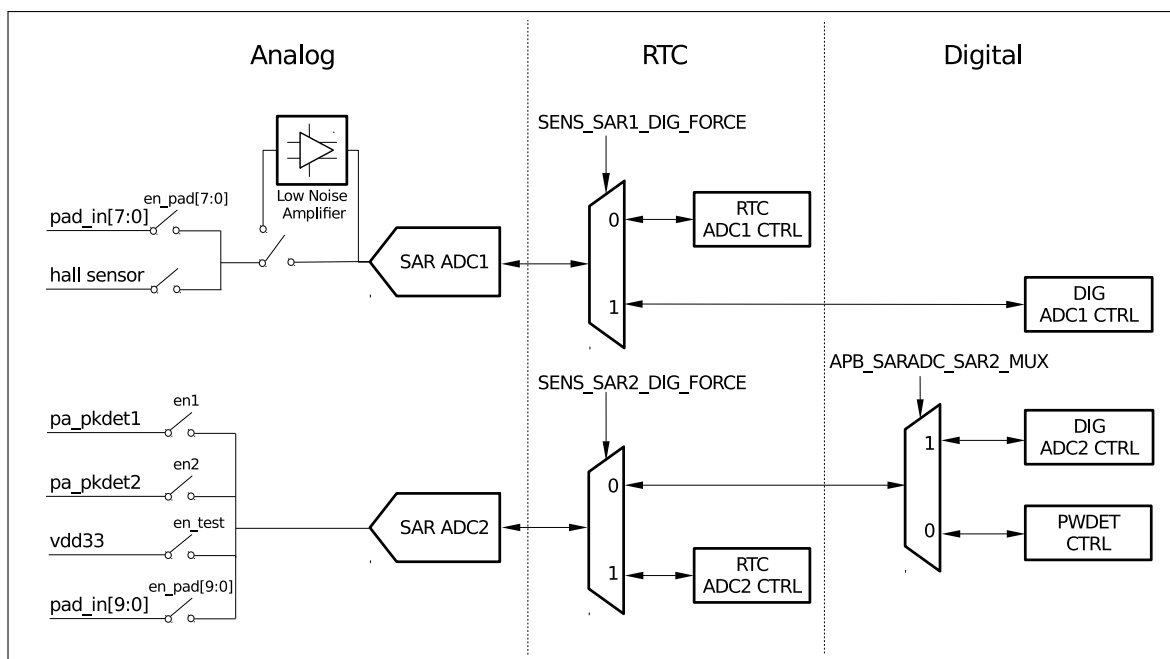 Analog
RTC
Digital
SENS_SAR1_DIG_FORCE
Low Noise
Amplifier
en_pad[7:0]
pad_in[7:0]
hall sensor
SAR ADC1
0
1
RTC
ADC1 CTRL
DIG
ADC1 CTRL
SENS_SAR2_DIG_FORCE
APB_SARADC_SAR2_MUX
en1
pa_pkdet1
en2
pa_pkdet2
en_test
vdd33
en_pad[9:0]
pad_in[9:0]
SAR ADC2
0
1
RTC
ADC2 CTRL
1
0
DIG
ADC2 CTRL
PWDET
CTRL